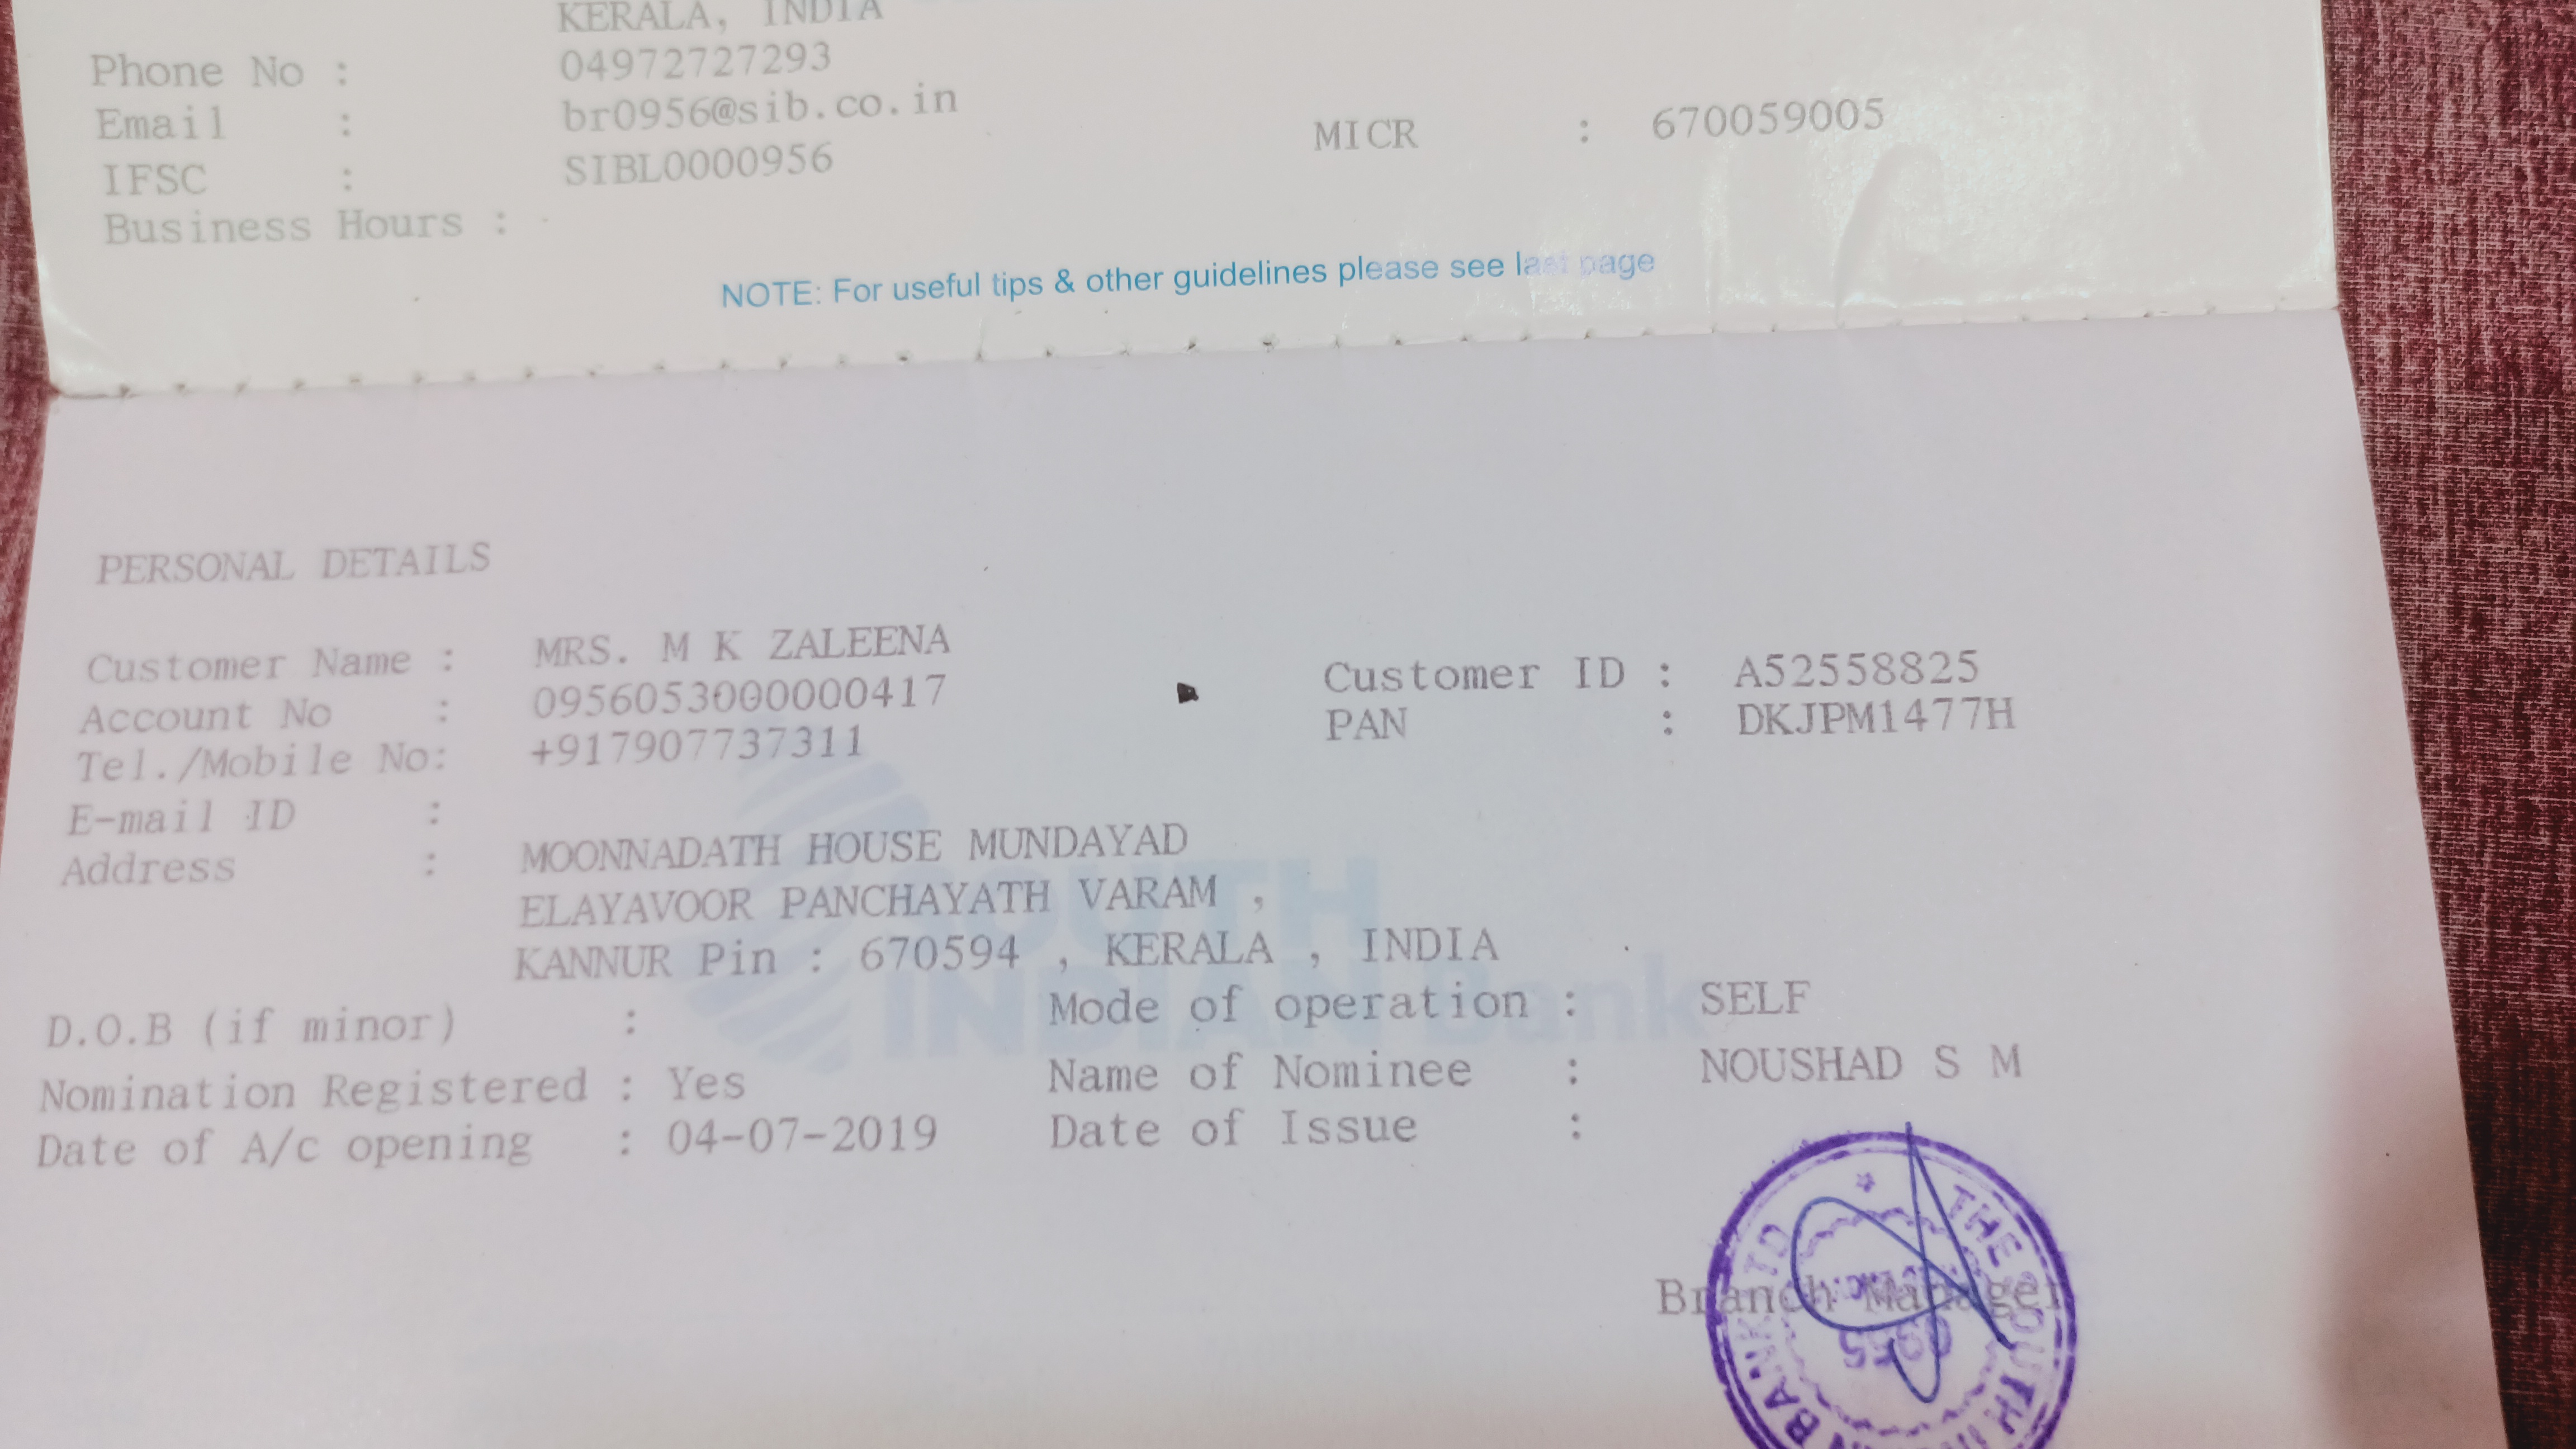 KERALA, INDIA
Phone No : 04972727293
Email : br0956@sib.co.in
IFSC : SIBL0000956 MICR : 670059005
Business Hours :
NOTE: For useful tips & other guidelines please see last page
PERSONAL DETAILS
Customer Name : MRS. M K ZALEENA Customer ID : A52558825
Account No : 0956053000000417 PAN : DKJPM1477H
Tel./Mobile No: +917907737311
E-mail ID :
Address : MOONNADATH HOUSE MUNDAYAD
ELAYAVOOR PANCHAYATH VARAM ,
KANNUR Pin : 670594 , KERALA , INDIA
D.O.B (if minor) : Mode of operation : SELF
Nomination Registered : Yes Name of Nominee : NOUSHAD S M
Date of A/c opening : 04-07-2019 Date of Issue :
Branch Manager
SOUTH
INDIAN Bank
THE SOUTH BANK LTD